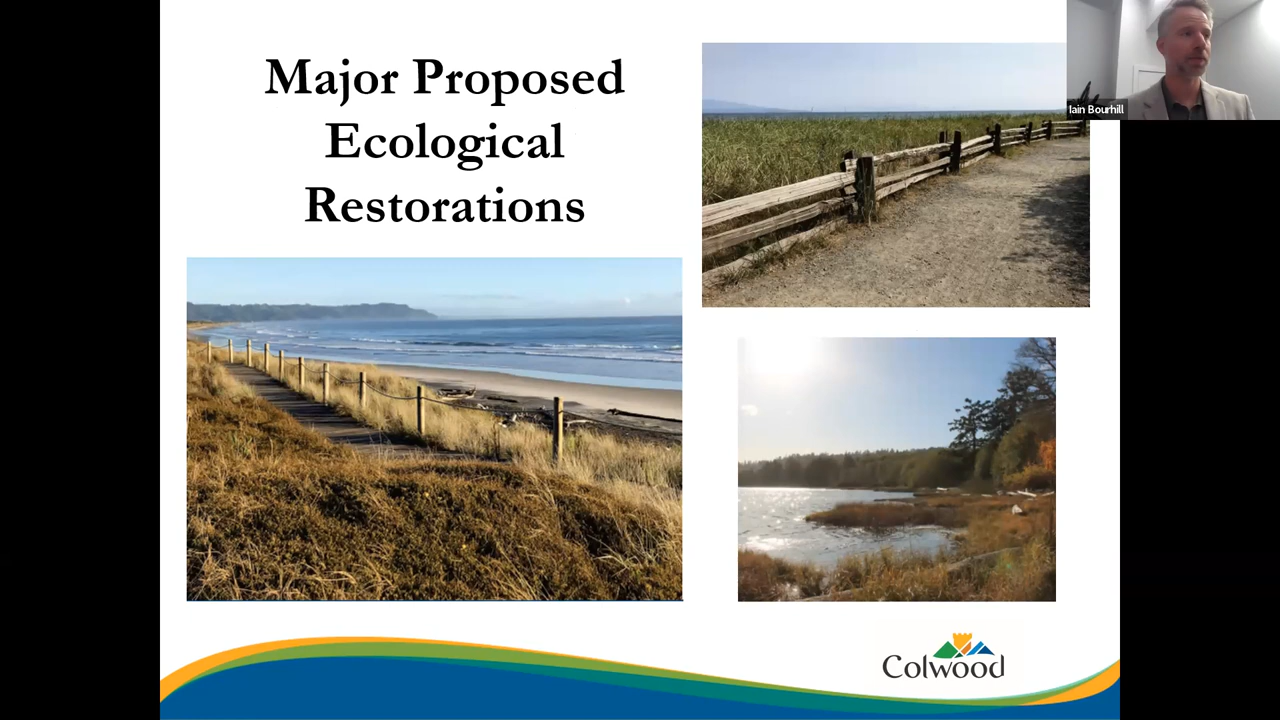 Major Proposed
Ecological
Restorations
Iain Bourhill
Colwood